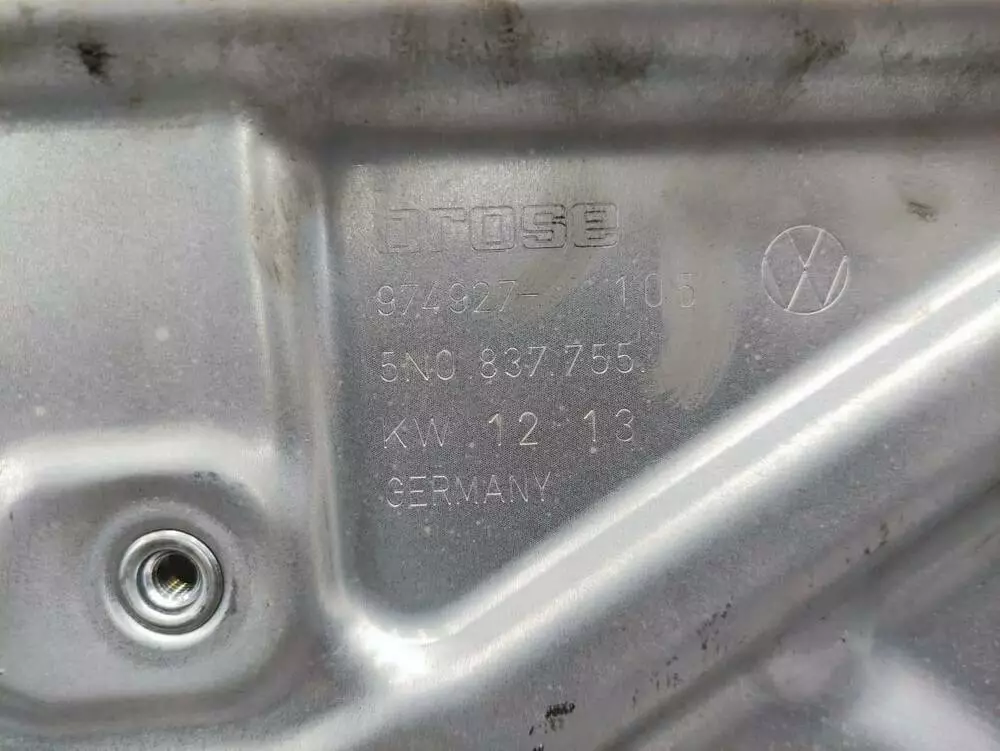 brose
974927- 105
5N0.837.755.
KW 12 13
GERMANY